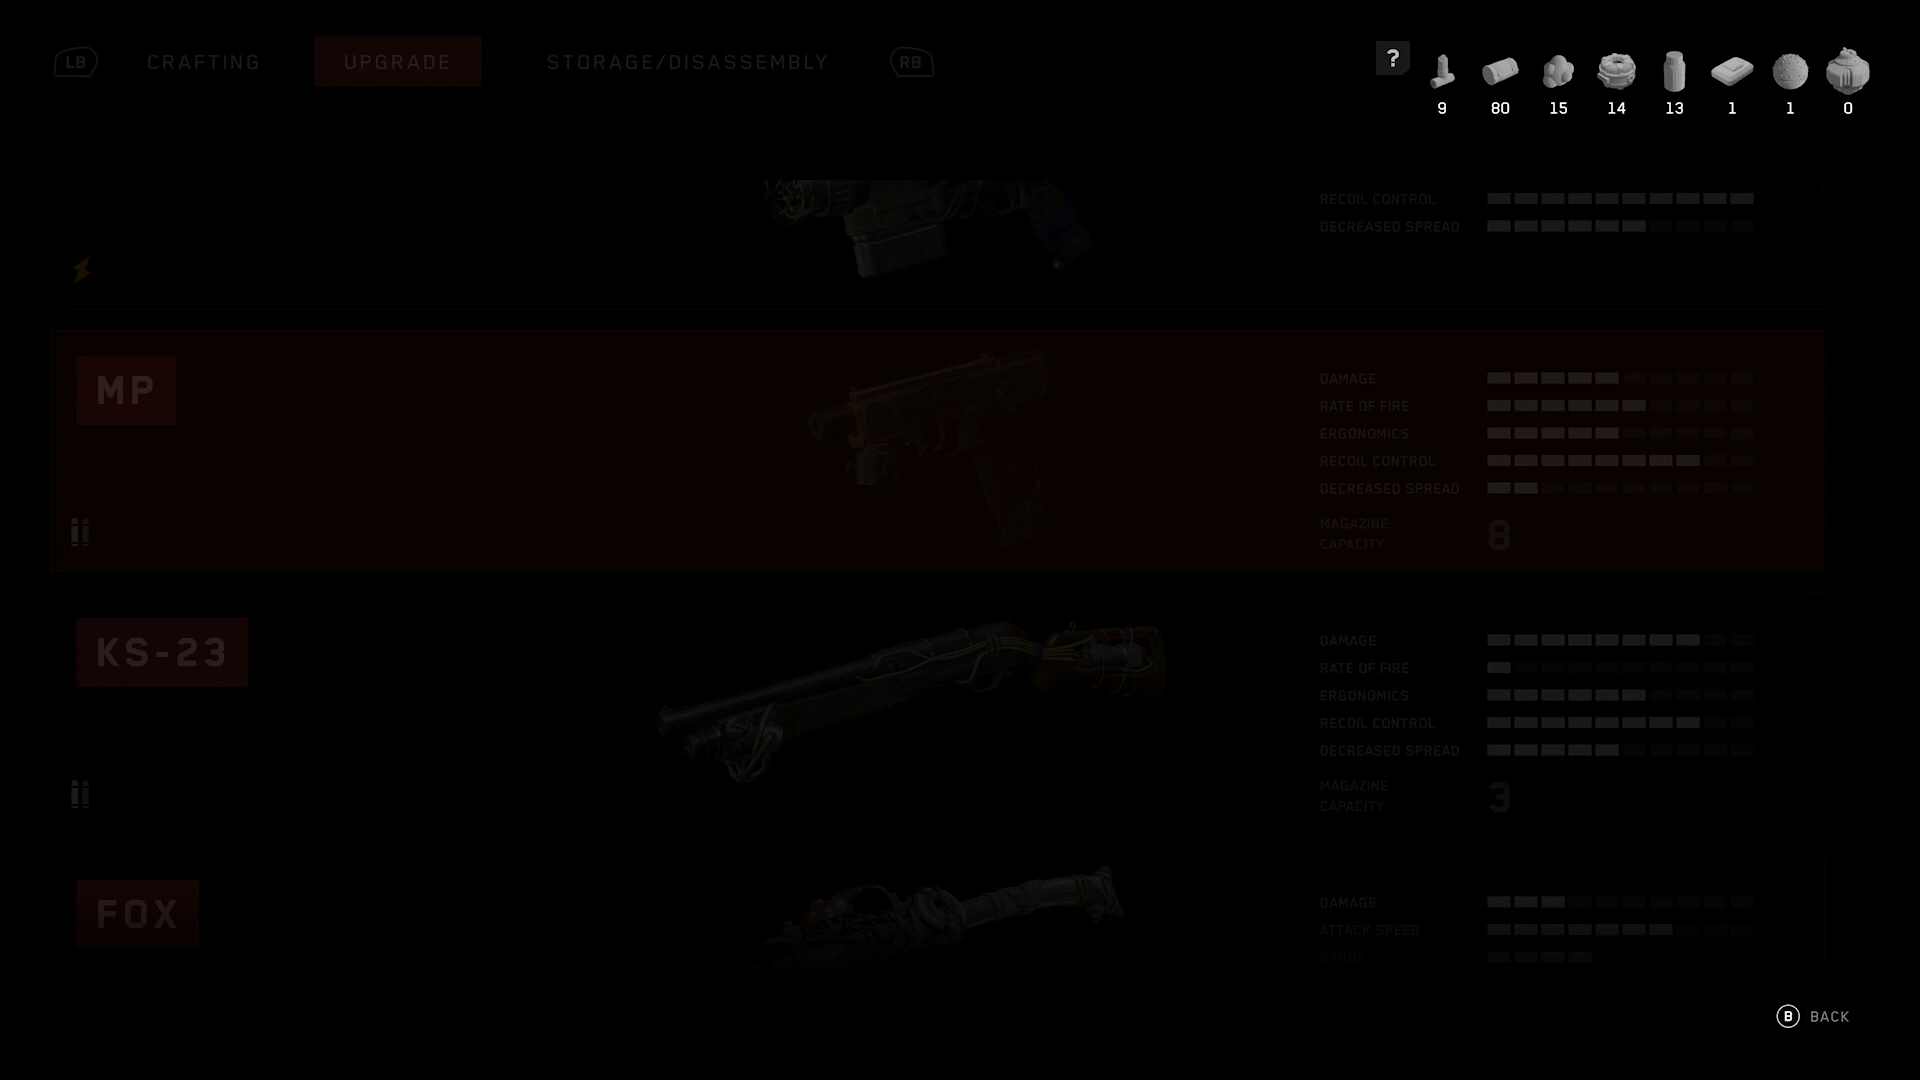 LB CRAFTING UPGRADE STORAGE/DISASSEMBLY RB ?
9 80 15 14 13 1 1 0
RECOIL CONTROL
DECREASED SPREAD
MP
DAMAGE
RATE OF FIRE
ERGONOMICS
RECOIL CONTROL
DECREASED SPREAD
MAGAZINE
CAPACITY 8
KS-23
DAMAGE
RATE OF FIRE
ERGONOMICS
RECOIL CONTROL
DECREASED SPREAD
MAGAZINE
CAPACITY 3
FOX
DAMAGE
ATTACK SPEED
RANGE
B BACK